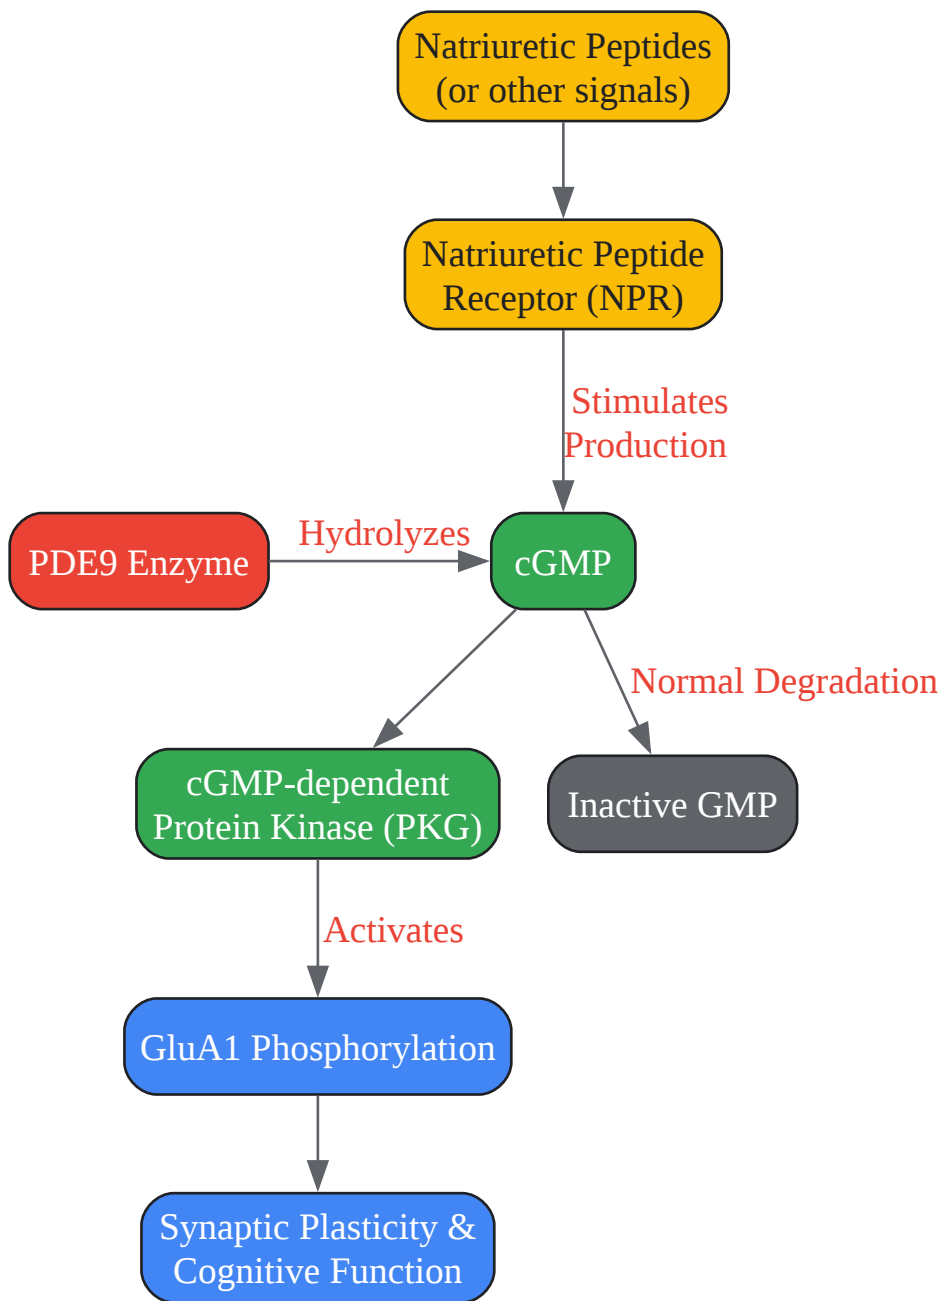 Natriuretic Peptides
(or other signals)
Natriuretic Peptide
Receptor (NPR)
Stimulates
Production
PDE9 Enzyme
Hydrolyzes
cGMP
Normal Degradation
cGMP-dependent
Protein Kinase (PKG)
Inactive GMP
Activates
GluA1 Phosphorylation
Synaptic Plasticity &
Cognitive Function